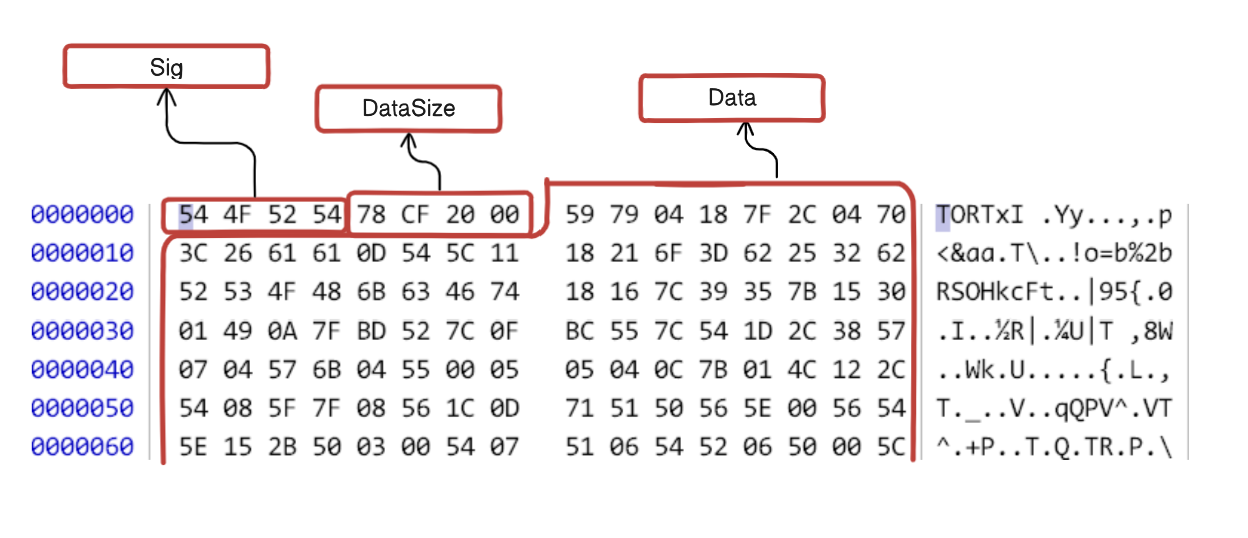 Sig
DataSize
Data
0000000 54 4F 52 54 78 CF 20 00 59 79 04 18 7F 2C 04 70 TORTxI .Yy...,.p
0000010 3C 26 61 61 0D 54 5C 11 18 21 6F 3D 62 25 32 62 <&aa.T\..!o=b%2b
0000020 52 53 4F 48 6B 63 46 74 18 16 7C 39 35 7B 15 30 RSOHkcFt..|95{.0
0000030 01 49 0A 7F BD 52 7C 0F BC 55 7C 54 1D 2C 38 57 .I..½R|.¼U|T ,8W
0000040 07 04 57 6B 04 55 00 05 05 04 0C 7B 01 4C 12 2C ..Wk.U.....{.L.,
0000050 54 08 5F 7F 08 56 1C 0D 71 51 50 56 5E 00 56 54 T._..V..qQPV^.VT
0000060 5E 15 2B 50 03 00 54 07 51 06 54 52 06 50 00 5C ^.+P..T.Q.TR.P.\